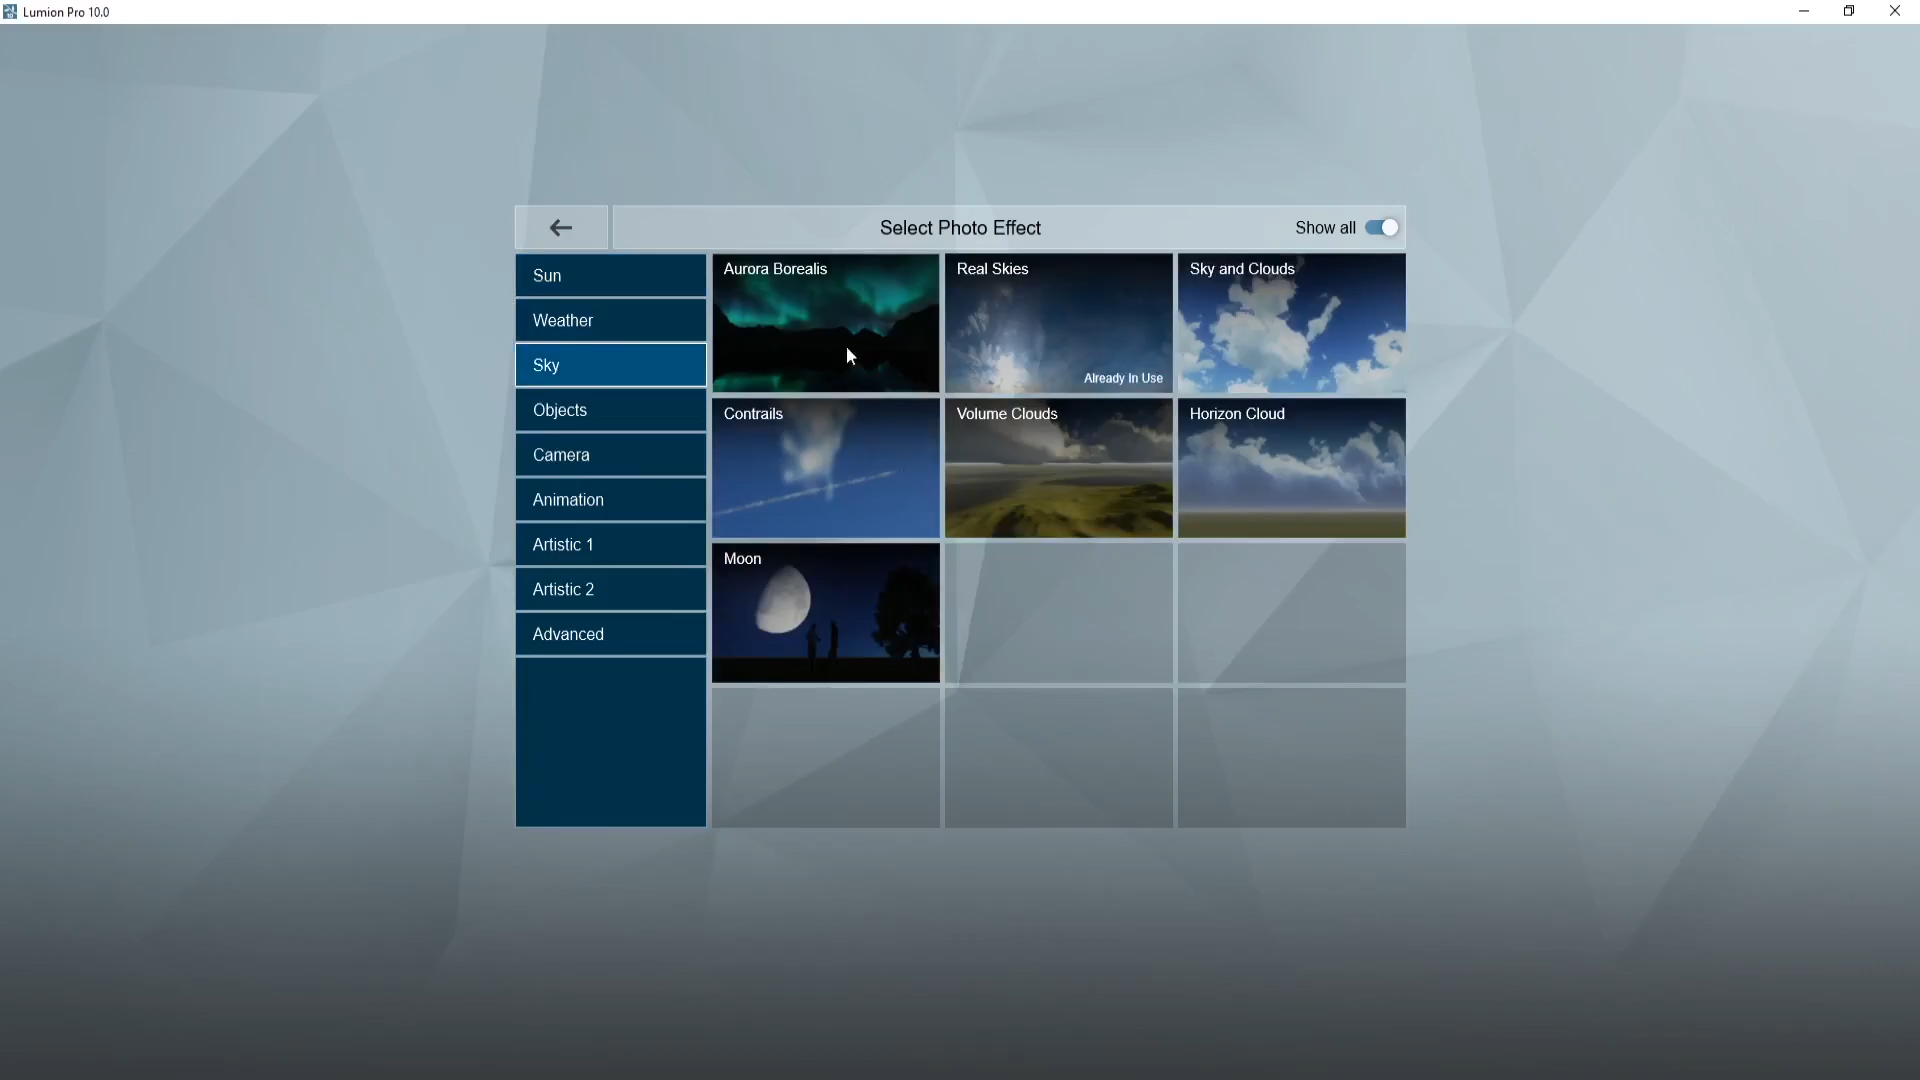 Lumion Pro 10.0
Select Photo Effect
Show all
Sun
Weather
Sky
Objects
Camera
Animation
Artistic 1
Artistic 2
Advanced
Aurora Borealis
Real Skies
Already In Use
Sky and Clouds
Contrails
Volume Clouds
Horizon Cloud
Moon